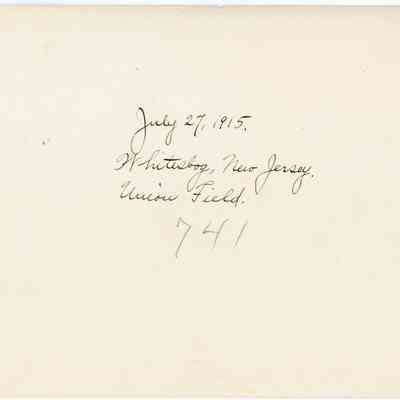 July 27, 1915.
Whitesbog, New Jersey.
Union Field.
741